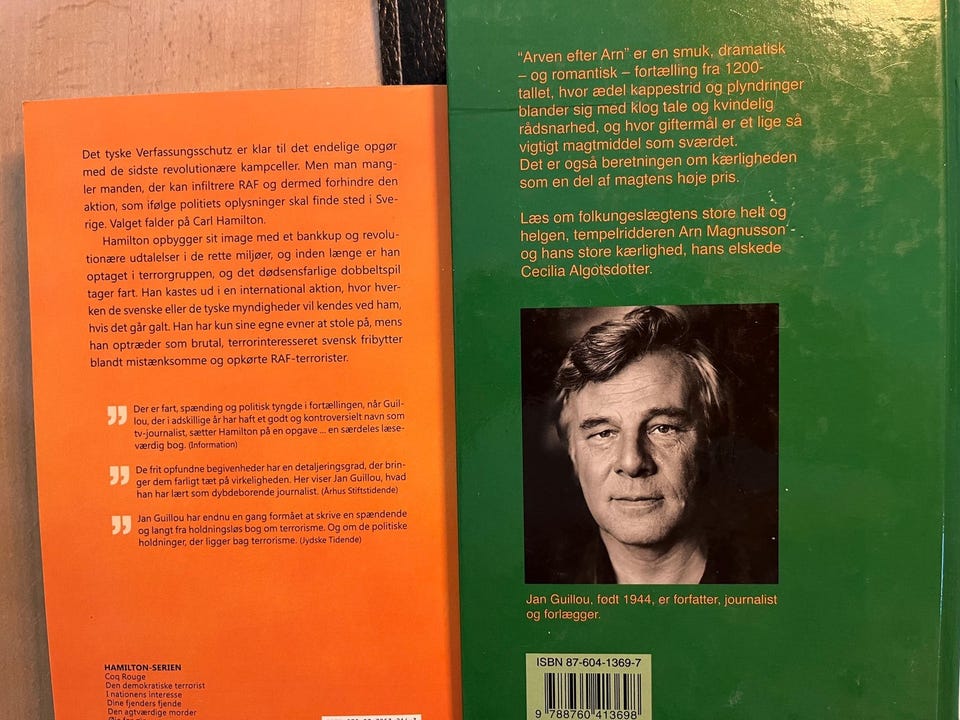 Det tyske Verfassungsschutz er klar til det endelige opgør
med de sidste revolutionære kampceller. Men man mang-
ler manden, der kan infiltrere RAF og dermed forhindre den
aktion, som ifølge politiets oplysninger skal finde sted i Sve-
rige. Valget falder på Carl Hamilton.
Hamilton opbygger sit image med et bankkup og revolu-
tionære udtalelser i de rette miljøer, og inden længe er han
optaget i terrorgruppen, og det dødsensfarlige dobbeltspil
tager fart. Han kastes ud i en international aktion, hvor hver-
ken de svenske eller de tyske myndigheder vil kendes ved ham,
hvis det går galt. Han har kun sine egne evner at stole på, mens
han optræder som brutal, terrorinteresseret svensk fribytter
blandt mistænksomme og opkørte RAF-terrorister.
Der er fart, spænding og politisk tyngde i fortællingen, når Guil-
lou, der i adskillige år har haft et godt og kontroversielt navn som
tv-journalist, sætter Hamilton på en opgave ... en særdeles læse-
værdig bog. (Information)
De frit opfundne begivenheder har en detaljeringsgrad, der brin-
ger dem farligt tæt på virkeligheden. Her viser Jan Guillou, hvad
han har lært som dybdeborende journalist. (Århus Stiftstidende)
Jan Guillou har endnu en gang formået at skrive en spændende
og langt fra holdningsløs bog om terrorisme. Og om de politiske
holdninger, der ligger bag terrorisme. (Jydske Tidende)
HAMILTON-SERIEN
Coq Rouge
Den demokratiske terrorist
I nationens interesse
Dine fjenders fjende
Den agtværdige morder
"Arven efter Arn" er en smuk, dramatisk
– og romantisk – fortælling fra 1200-
tallet, hvor ædel kappestrid og plyndringer
blander sig med klog tale og kvindelig
rådsnarhed, og hvor giftermål er et lige så
vigtigt magtmiddel som sværdet.
Det er også beretningen om kærligheden
som en del af magtens høje pris.
Læs om folkungeslægtens store helt og
helgen, tempelridderen Arn Magnusson -
og hans store kærlighed, hans elskede
Cecilia Algotsdotter.
Jan Guillou, født 1944, er forfatter, journalist
og forlægger.
ISBN 87-604-1369-7
9 788760 413698